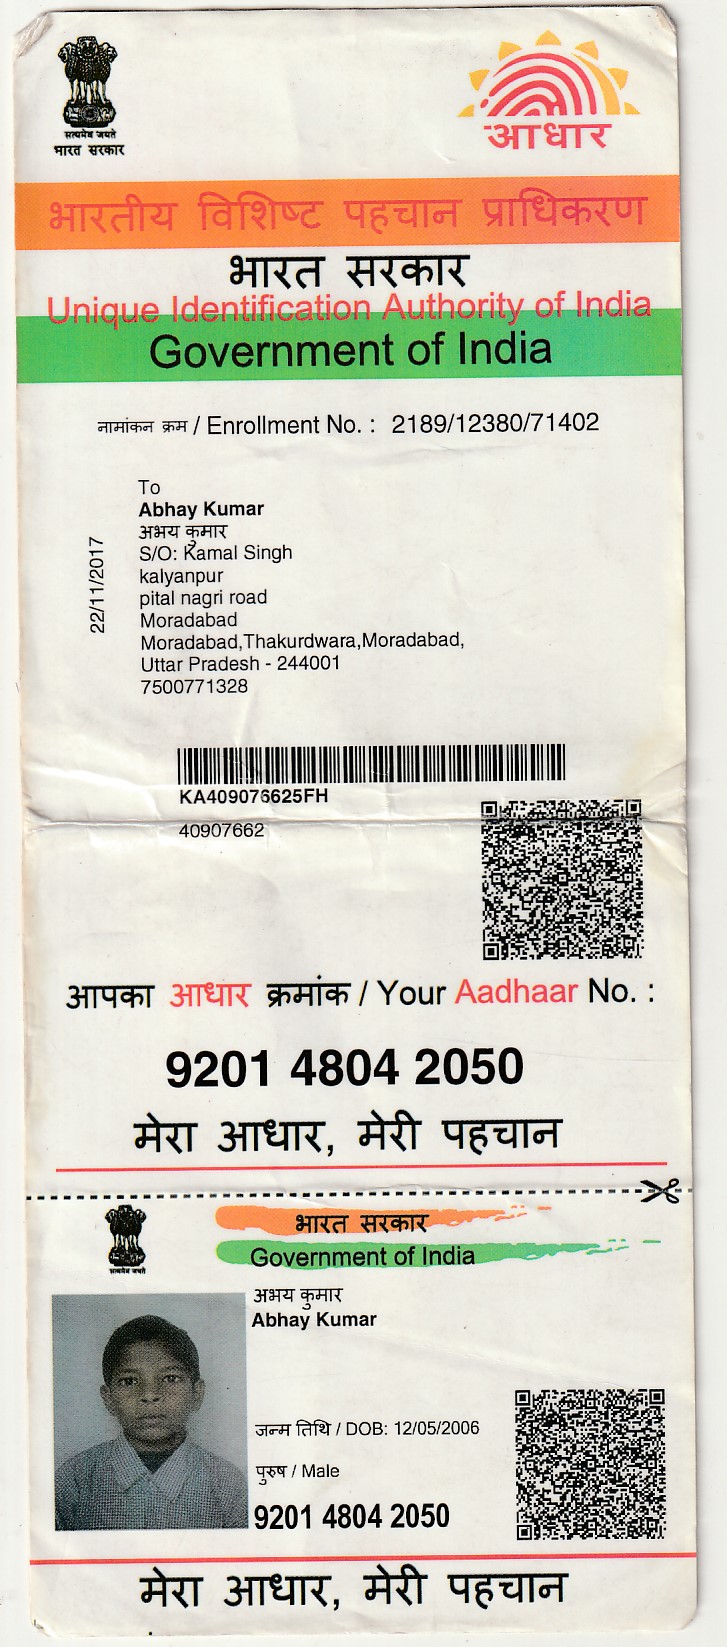 सत्यमेव जयते
भारत सरकार
आधार
भारतीय विशिष्ट पहचान प्राधिकरण
भारत सरकार
Unique Identification Authority of India
Government of India
नामांकन क्रम / Enrollment No. : 2189/12380/71402
To
Abhay Kumar
अभय कुमार
S/O: Kamal Singh
kalyanpur
pital nagri road
Moradabad
Moradabad,Thakurdwara,Moradabad,
Uttar Pradesh - 244001
7500771328
22/11/2017
KA409076625FH
40907662
आपका आधार क्रमांक / Your Aadhaar No. :
9201 4804 2050
मेरा आधार, मेरी पहचान
सत्यमेव जयते
भारत सरकार
Government of India
अभय कुमार
Abhay Kumar
जन्म तिथि / DOB: 12/05/2006
पुरुष / Male
9201 4804 2050
मेरा आधार, मेरी पहचान